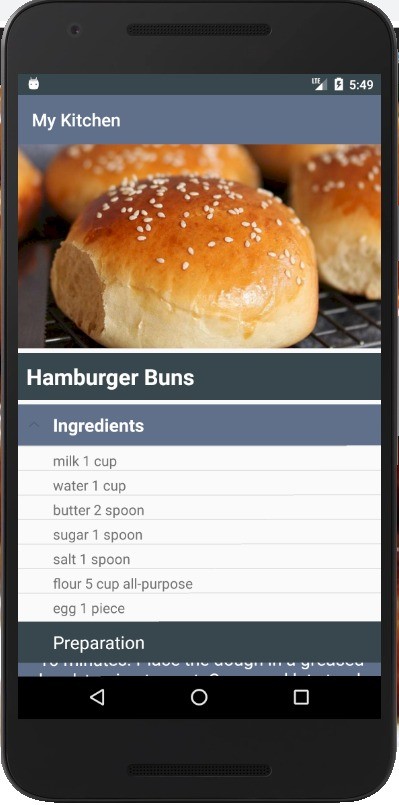 LTE 5:49
My Kitchen
Hamburger Buns
Ingredients
milk 1 cup
water 1 cup
butter 2 spoon
sugar 1 spoon
salt 1 spoon
flour 5 cup all-purpose
egg 1 piece
Preparation
10 minutes. Place the dough in a greased